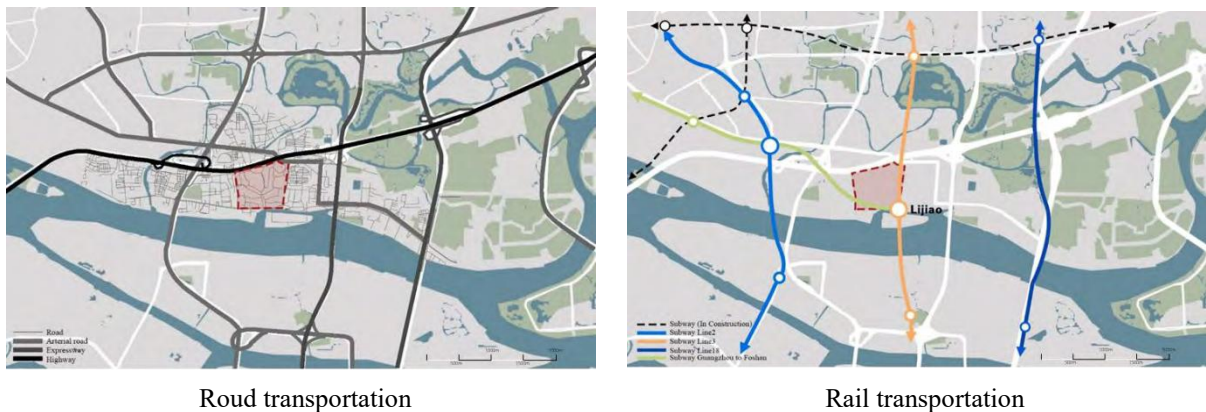 Lijiao
Road
Arterial road
Expressway
Highway
Subway (In Construction)
Subway Line2
Subway Line3
Subway Line18
Subway Guangzhou to Foshan
Roud transportation
Rail transportation